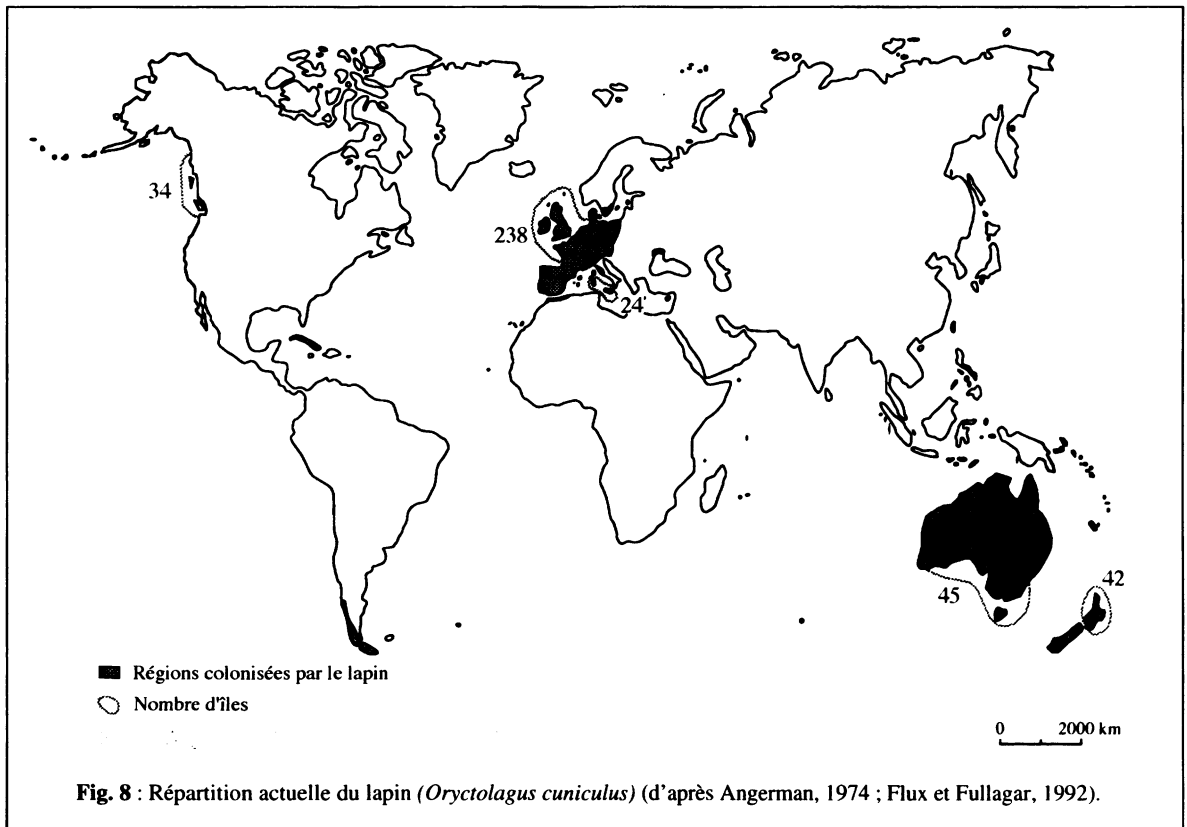 34
238
24
45
42
Régions colonisées par le lapin
Nombre d'îles
0 2000 km
Fig. 8 : Répartition actuelle du lapin (Oryctolagus cuniculus) (d'après Angerman, 1974 ; Flux et Fullagar, 1992).